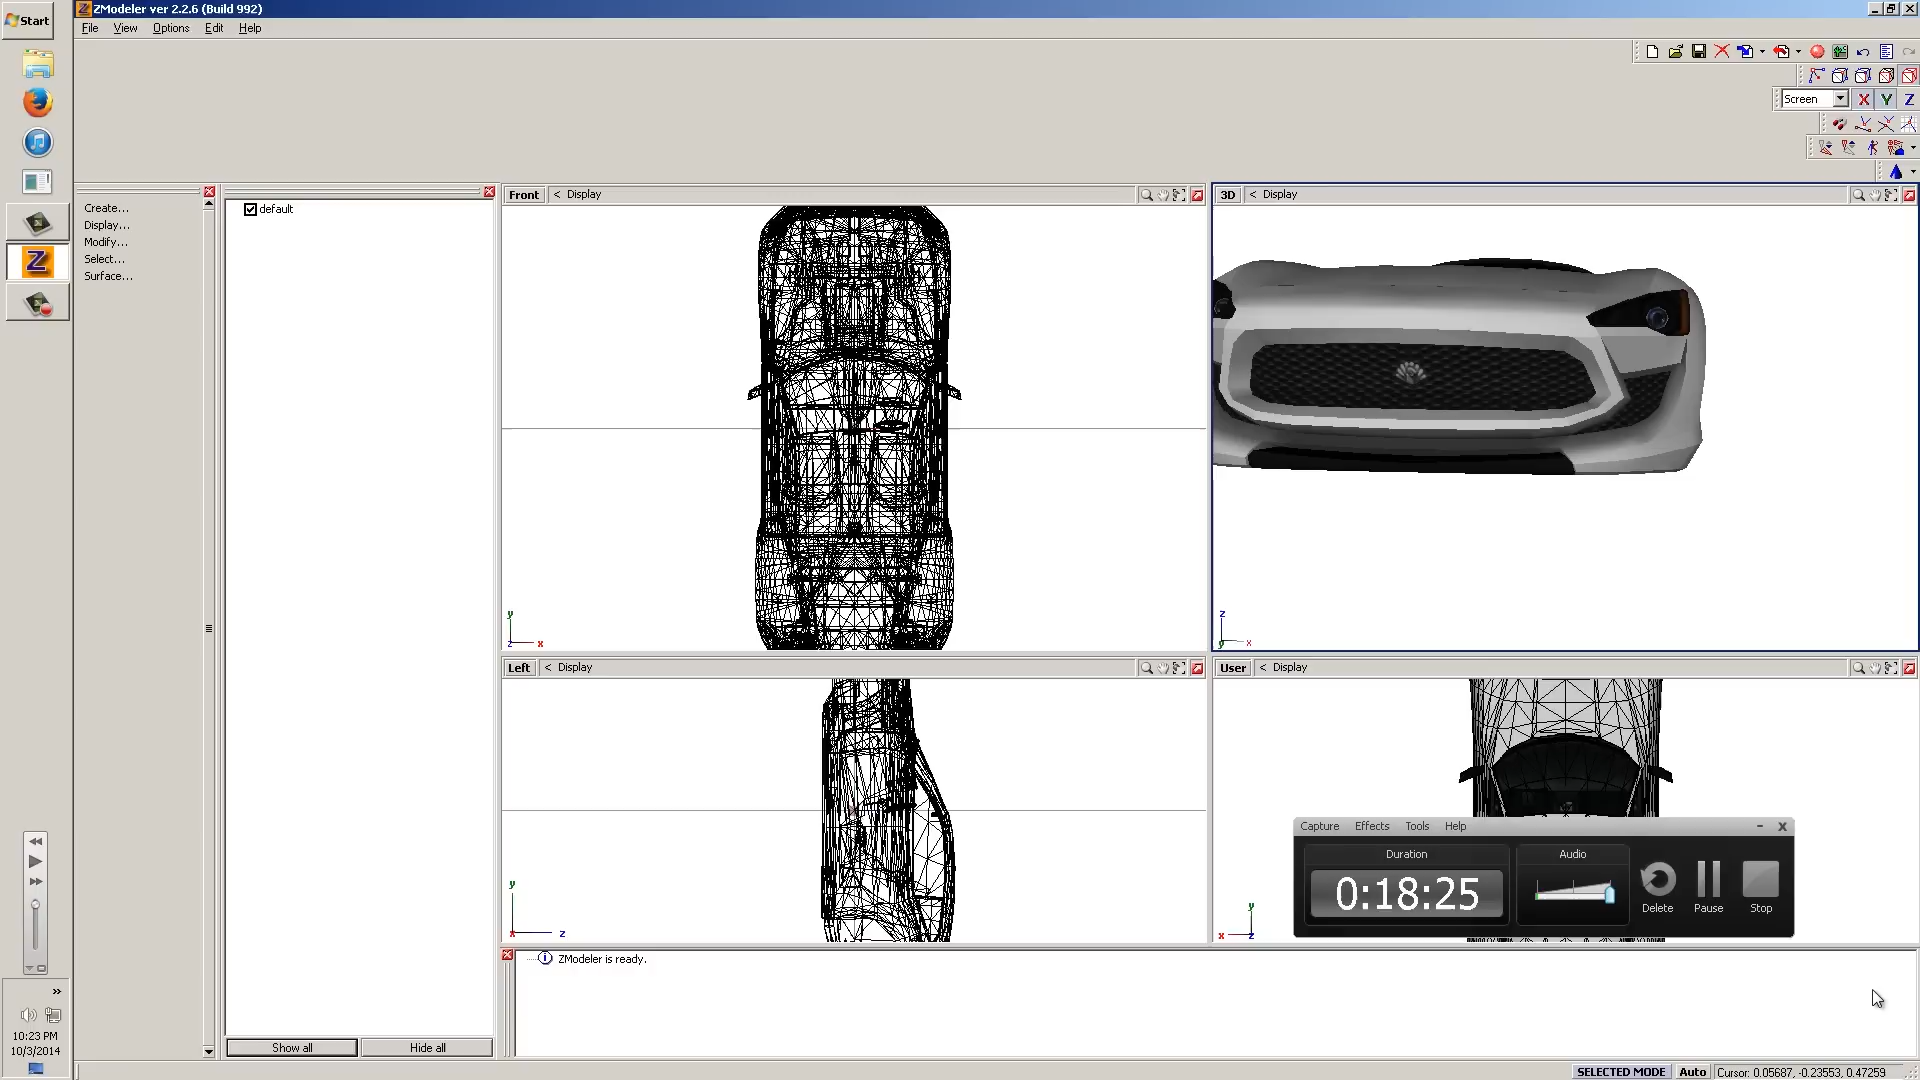 Start
ZModeler ver 2.2.6 (Build 992)
File View Options Edit Help
Screen X Y Z
Create...
Display...
Modify...
Select...
Surface...
default
Front < Display
3D < Display
y
z x
z
y x
Left < Display
User < Display
y
x z
y
x z
Capture Effects Tools Help
Duration
Audio
0:18:25
Delete Pause Stop
ZModeler is ready.
10:23 PM
10/3/2014
Show all Hide all
SELECTED MODE Auto Cursor: 0.05687, -0.23553, 0.47259